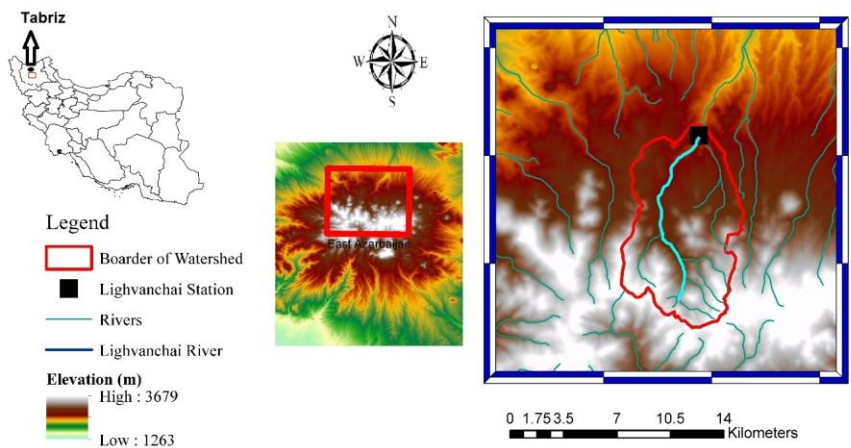 Tabriz
N
W E
S
East Azarbaijan
Legend
Boarder of Watershed
Lighvanchai Station
Rivers
Lighvanchai River
Elevation (m)
High : 3679
Low : 1263
0 1.75 3.5 7 10.5 14
Kilometers